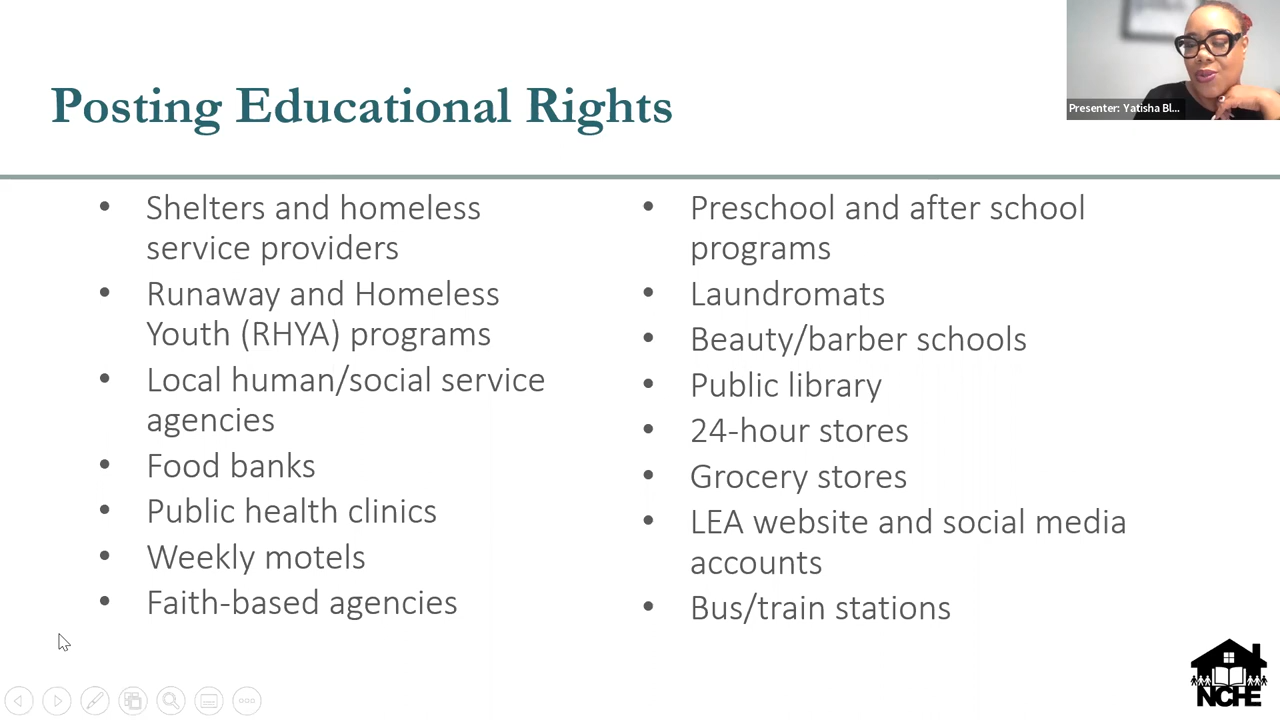 Posting Educational Rights
Presenter: Yatisha Bl...
• Shelters and homeless
service providers
• Runaway and Homeless
Youth (RHYA) programs
• Local human/social service
agencies
• Food banks
• Public health clinics
• Weekly motels
• Faith-based agencies
• Preschool and after school
programs
• Laundromats
• Beauty/barber schools
• Public library
• 24-hour stores
• Grocery stores
• LEA website and social media
accounts
• Bus/train stations
NCHE